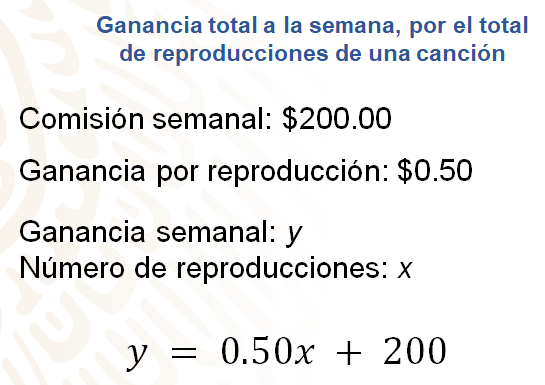 Ganancia total a la semana, por el total
de reproducciones de una canción
Comisión semanal: $200.00
Ganancia por reproducción: $0.50
Ganancia semanal: y
Número de reproducciones: x
y = 0.50x + 200